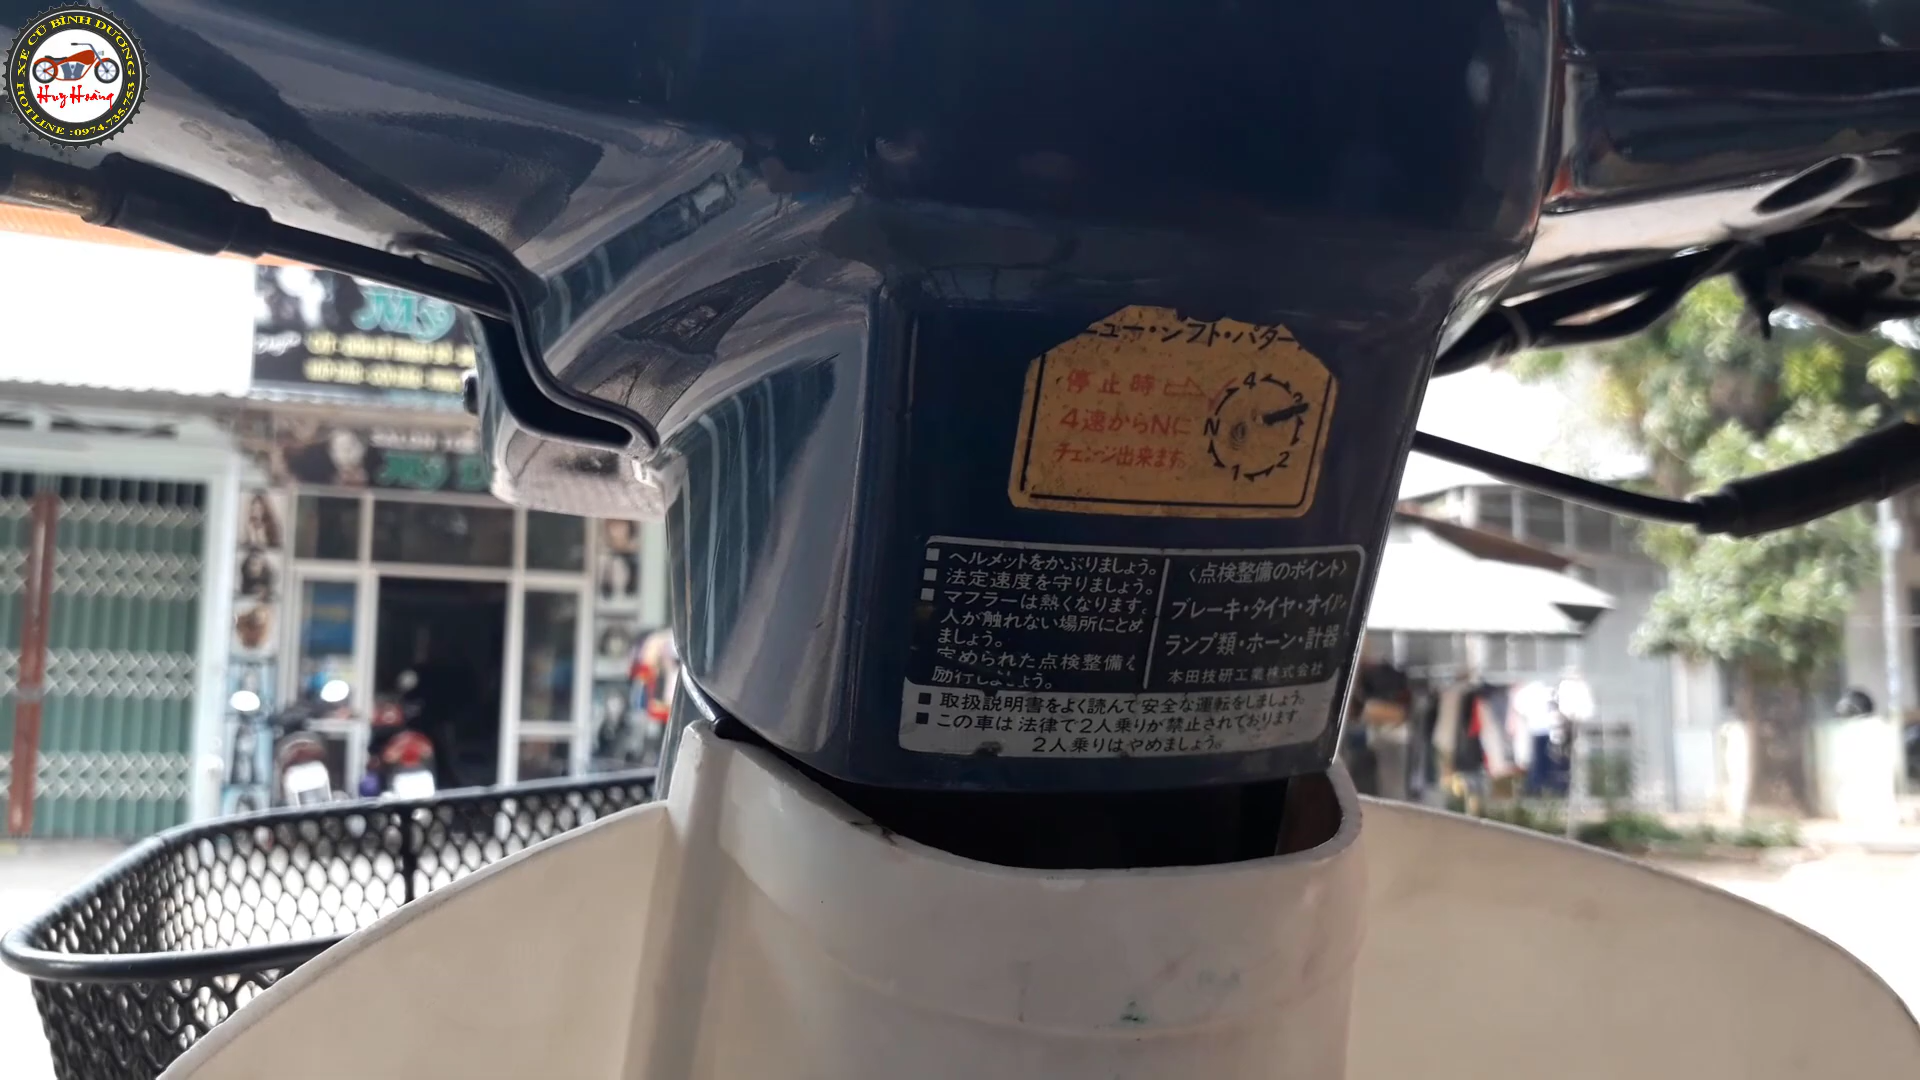 XE CŨ BÌNH DƯƠNG
Huy Hoàng
HOTLINE :0974.735.753
My
My
ニュー・シフト・パター
停止時
4速からNに
チェンジ出来ます。
4
3
N
2
1
■ ヘルメットをかぶりましょう。
■ 法定速度を守りましょう。
■ マフラーは熱くなります。
人が触れない場所にとめ
ましょう。
定められた点検整備を
励行しましょう。
〈点検整備のポイント〉
ブレーキ・タイヤ・オイル
ランプ類・ホーン・計器
本田技研工業株式会社
■ 取扱説明書をよく読んで安全な運転をしましょう。
■ この車は法律で2人乗りが禁止されております。
2人乗りはやめましょう。